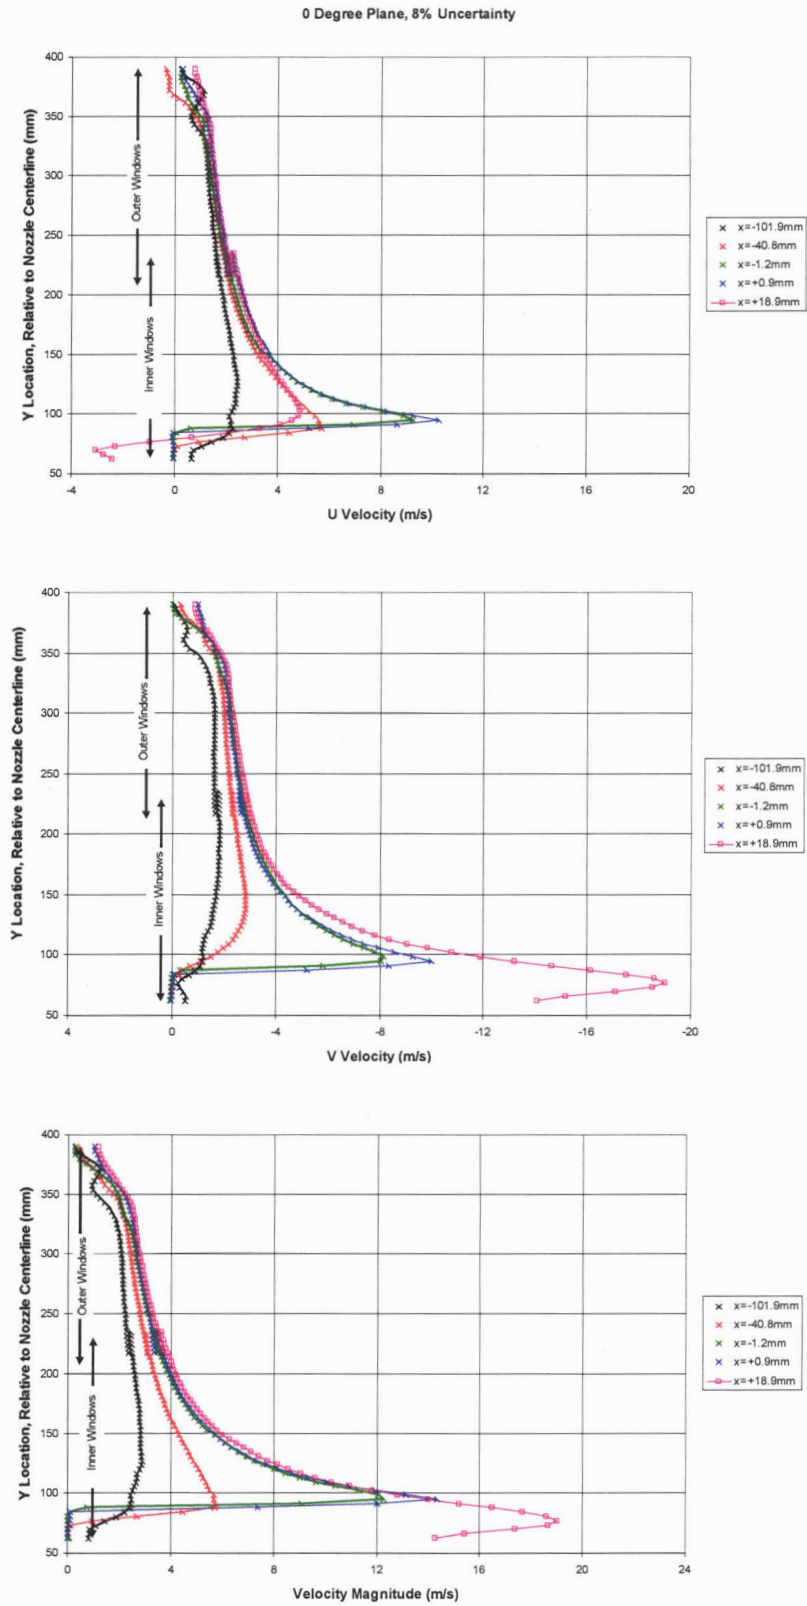 0 Degree Plane, 8% Uncertainty
Y Location, Relative to Nozzle Centerline (mm)
400
350
300
250
200
150
100
50
Outer Windows
Inner Windows
-4
0
4
8
12
16
20
U Velocity (m/s)
x=-101.9mm
x=-40.8mm
x=-1.2mm
x=+0.9mm
x=+18.9mm
Y Location, Relative to Nozzle Centerline (mm)
400
350
300
250
200
150
100
50
Outer Windows
Inner Windows
4
0
-4
-8
-12
-16
-20
V Velocity (m/s)
x=-101.9mm
x=-40.8mm
x=-1.2mm
x=+0.9mm
x=+18.9mm
Y Location, Relative to Nozzle Centerline (mm)
400
350
300
250
200
150
100
50
Outer Windows
Inner Windows
0
4
8
12
16
20
24
Velocity Magnitude (m/s)
x=-101.9mm
x=-40.8mm
x=-1.2mm
x=+0.9mm
x=+18.9mm